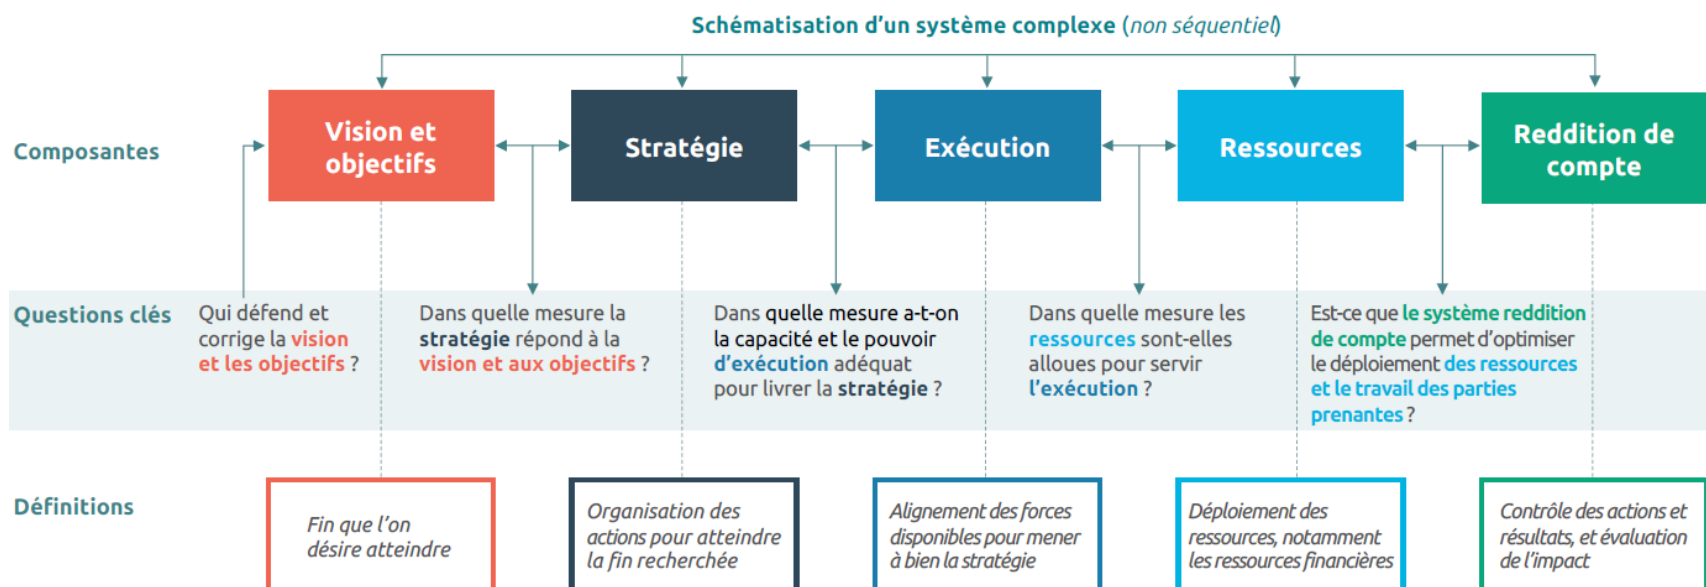 Schématisation d'un système complexe (non séquentiel)
Composantes
Vision et
objectifs
Stratégie
Exécution
Ressources
Reddition de
compte
Questions clés
Qui défend et
corrige la vision
et les objectifs ?
Dans quelle mesure la
stratégie répond à la
vision et aux objectifs ?
Dans quelle mesure a-t-on
la capacité et le pouvoir
d'exécution adéquat
pour livrer la stratégie ?
Dans quelle mesure les
ressources sont-elles
alloues pour servir
l'exécution ?
Est-ce que le système reddition
de compte permet d'optimiser
le déploiement des ressources
et le travail des parties
prenantes ?
Définitions
Fin que l'on
désire atteindre
Organisation des
actions pour atteindre
la fin recherchée
Alignement des forces
disponibles pour mener
à bien la stratégie
Déploiement des
ressources, notamment
les ressources financières
Contrôle des actions et
résultats, et évaluation
de l'impact